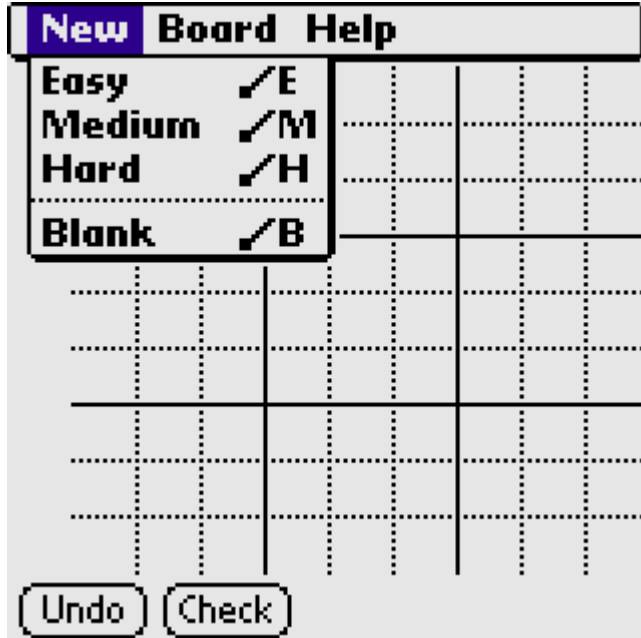 New Board Help
Easy E
Medium M
Hard H
Blank B
Undo Check